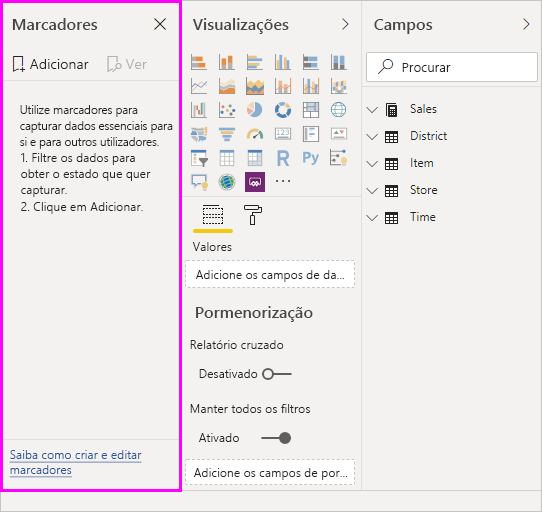 Marcadores
Adicionar
Ver
Utilize marcadores para
capturar dados essenciais para
si e para outros utilizadores.
1. Filtre os dados para
obter o estado que quer
capturar.
2. Clique em Adicionar.
Saiba como criar e editar
marcadores
Visualizações
123
R
Py
Valores
Adicione os campos de da...
Pormenorização
Relatório cruzado
Desativado
Manter todos os filtros
Ativado
Adicione os campos de por...
Campos
Procurar
Sales
District
Item
Store
Time